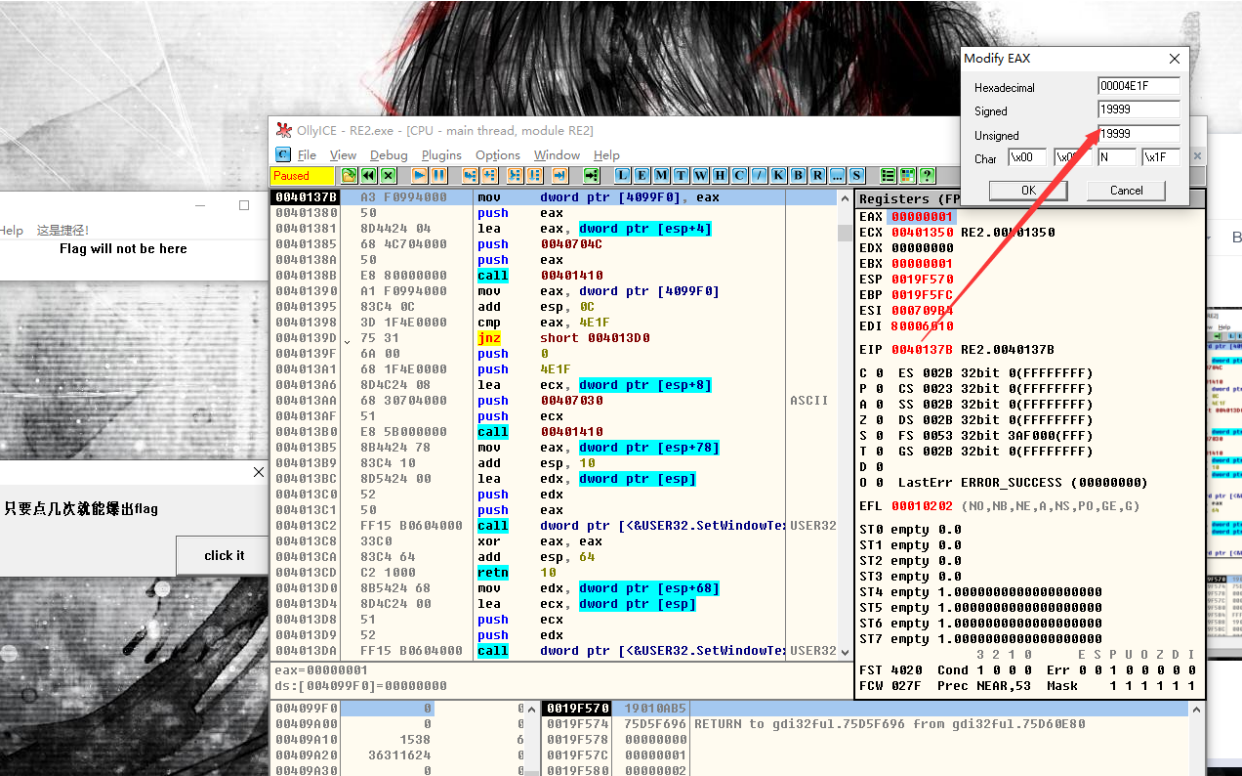 Modify EAX
Hexadecimal 00004E1F
Signed 19999
Unsigned 19999
Char \x00 N \x1F
OK Cancel
OllyICE - RE2.exe - [CPU - main thread, module RE2]
C File View Debug Plugins Options Window Help
Paused L E M T W H C / K B R ... S ?
Help 这是捷径!
Flag will not be here
只要点几次就能爆出flag
click it
0040137B A3 F0994000 mov dword ptr [4099F0], eax
00401380 50 push eax
00401381 8D4424 04 lea eax, dword ptr [esp+4]
00401385 68 4C704000 push 0040704C
0040138A 50 push eax
0040138B E8 80000000 call 00401410
00401390 A1 F0994000 mov eax, dword ptr [4099F0]
00401395 83C4 0C add esp, 0C
00401398 3D 1F4E0000 cmp eax, 4E1F
0040139D 75 31 jnz short 004013D0
0040139F 6A 00 push 0
004013A1 68 1F4E0000 push 4E1F
004013A6 8D4C24 08 lea ecx, dword ptr [esp+8]
004013AA 68 30704000 push 00407030 ASCII
004013AF 51 push ecx
004013B0 E8 5B000000 call 00401410
004013B5 8B4424 78 mov eax, dword ptr [esp+78]
004013B9 83C4 10 add esp, 10
004013BC 8D5424 00 lea edx, dword ptr [esp]
004013C0 52 push edx
004013C1 50 push eax
004013C2 FF15 B0604000 call dword ptr [<&USER32.SetWindowTe: USER32
004013C8 33C0 xor eax, eax
004013CA 83C4 64 add esp, 64
004013CD C2 1000 retn 10
004013D0 8B5424 68 mov edx, dword ptr [esp+68]
004013D4 8D4C24 00 lea ecx, dword ptr [esp]
004013D8 51 push ecx
004013D9 52 push edx
004013DA FF15 B0604000 call dword ptr [<&USER32.SetWindowTe: USER32
eax=00000001
ds:[004099F0]=00000000
Registers (FP
EAX 00000001
ECX 00401350 RE2.00401350
EDX 00000000
EBX 00000001
ESP 0019F570
EBP 0019F5FC
ESI 000709B4
EDI 80006010
EIP 0040137B RE2.0040137B
C 0 ES 002B 32bit 0(FFFFFFFF)
P 0 CS 0023 32bit 0(FFFFFFFF)
A 0 SS 002B 32bit 0(FFFFFFFF)
Z 0 DS 002B 32bit 0(FFFFFFFF)
S 0 FS 0053 32bit 3AF000(FFF)
T 0 GS 002B 32bit 0(FFFFFFFF)
D 0
O 0 LastErr ERROR_SUCCESS (00000000)
EFL 00010202 (NO,NB,NE,A,NS,PO,GE,G)
ST0 empty 0.0
ST1 empty 0.0
ST2 empty 0.0
ST3 empty 0.0
ST4 empty 1.0000000000000000000
ST5 empty 1.0000000000000000000
ST6 empty 1.0000000000000000000
ST7 empty 1.0000000000000000000
3 2 1 0 E S P U O Z D I
FST 4020 Cond 1 0 0 0 Err 0 0 1 0 0 0 0 0
FCW 027F Prec NEAR,53 Mask 1 1 1 1 1 1
004099F0 0 0
00409A00 0 0
00409A10 1538 6
00409A20 36311624 0
00409A30 0 0
0019F570 19010AB5
0019F574 75D5F696 RETURN to gdi32ful.75D5F696 from gdi32ful.75D60E80
0019F578 00000000
0019F57C 00000001
0019F580 00000002